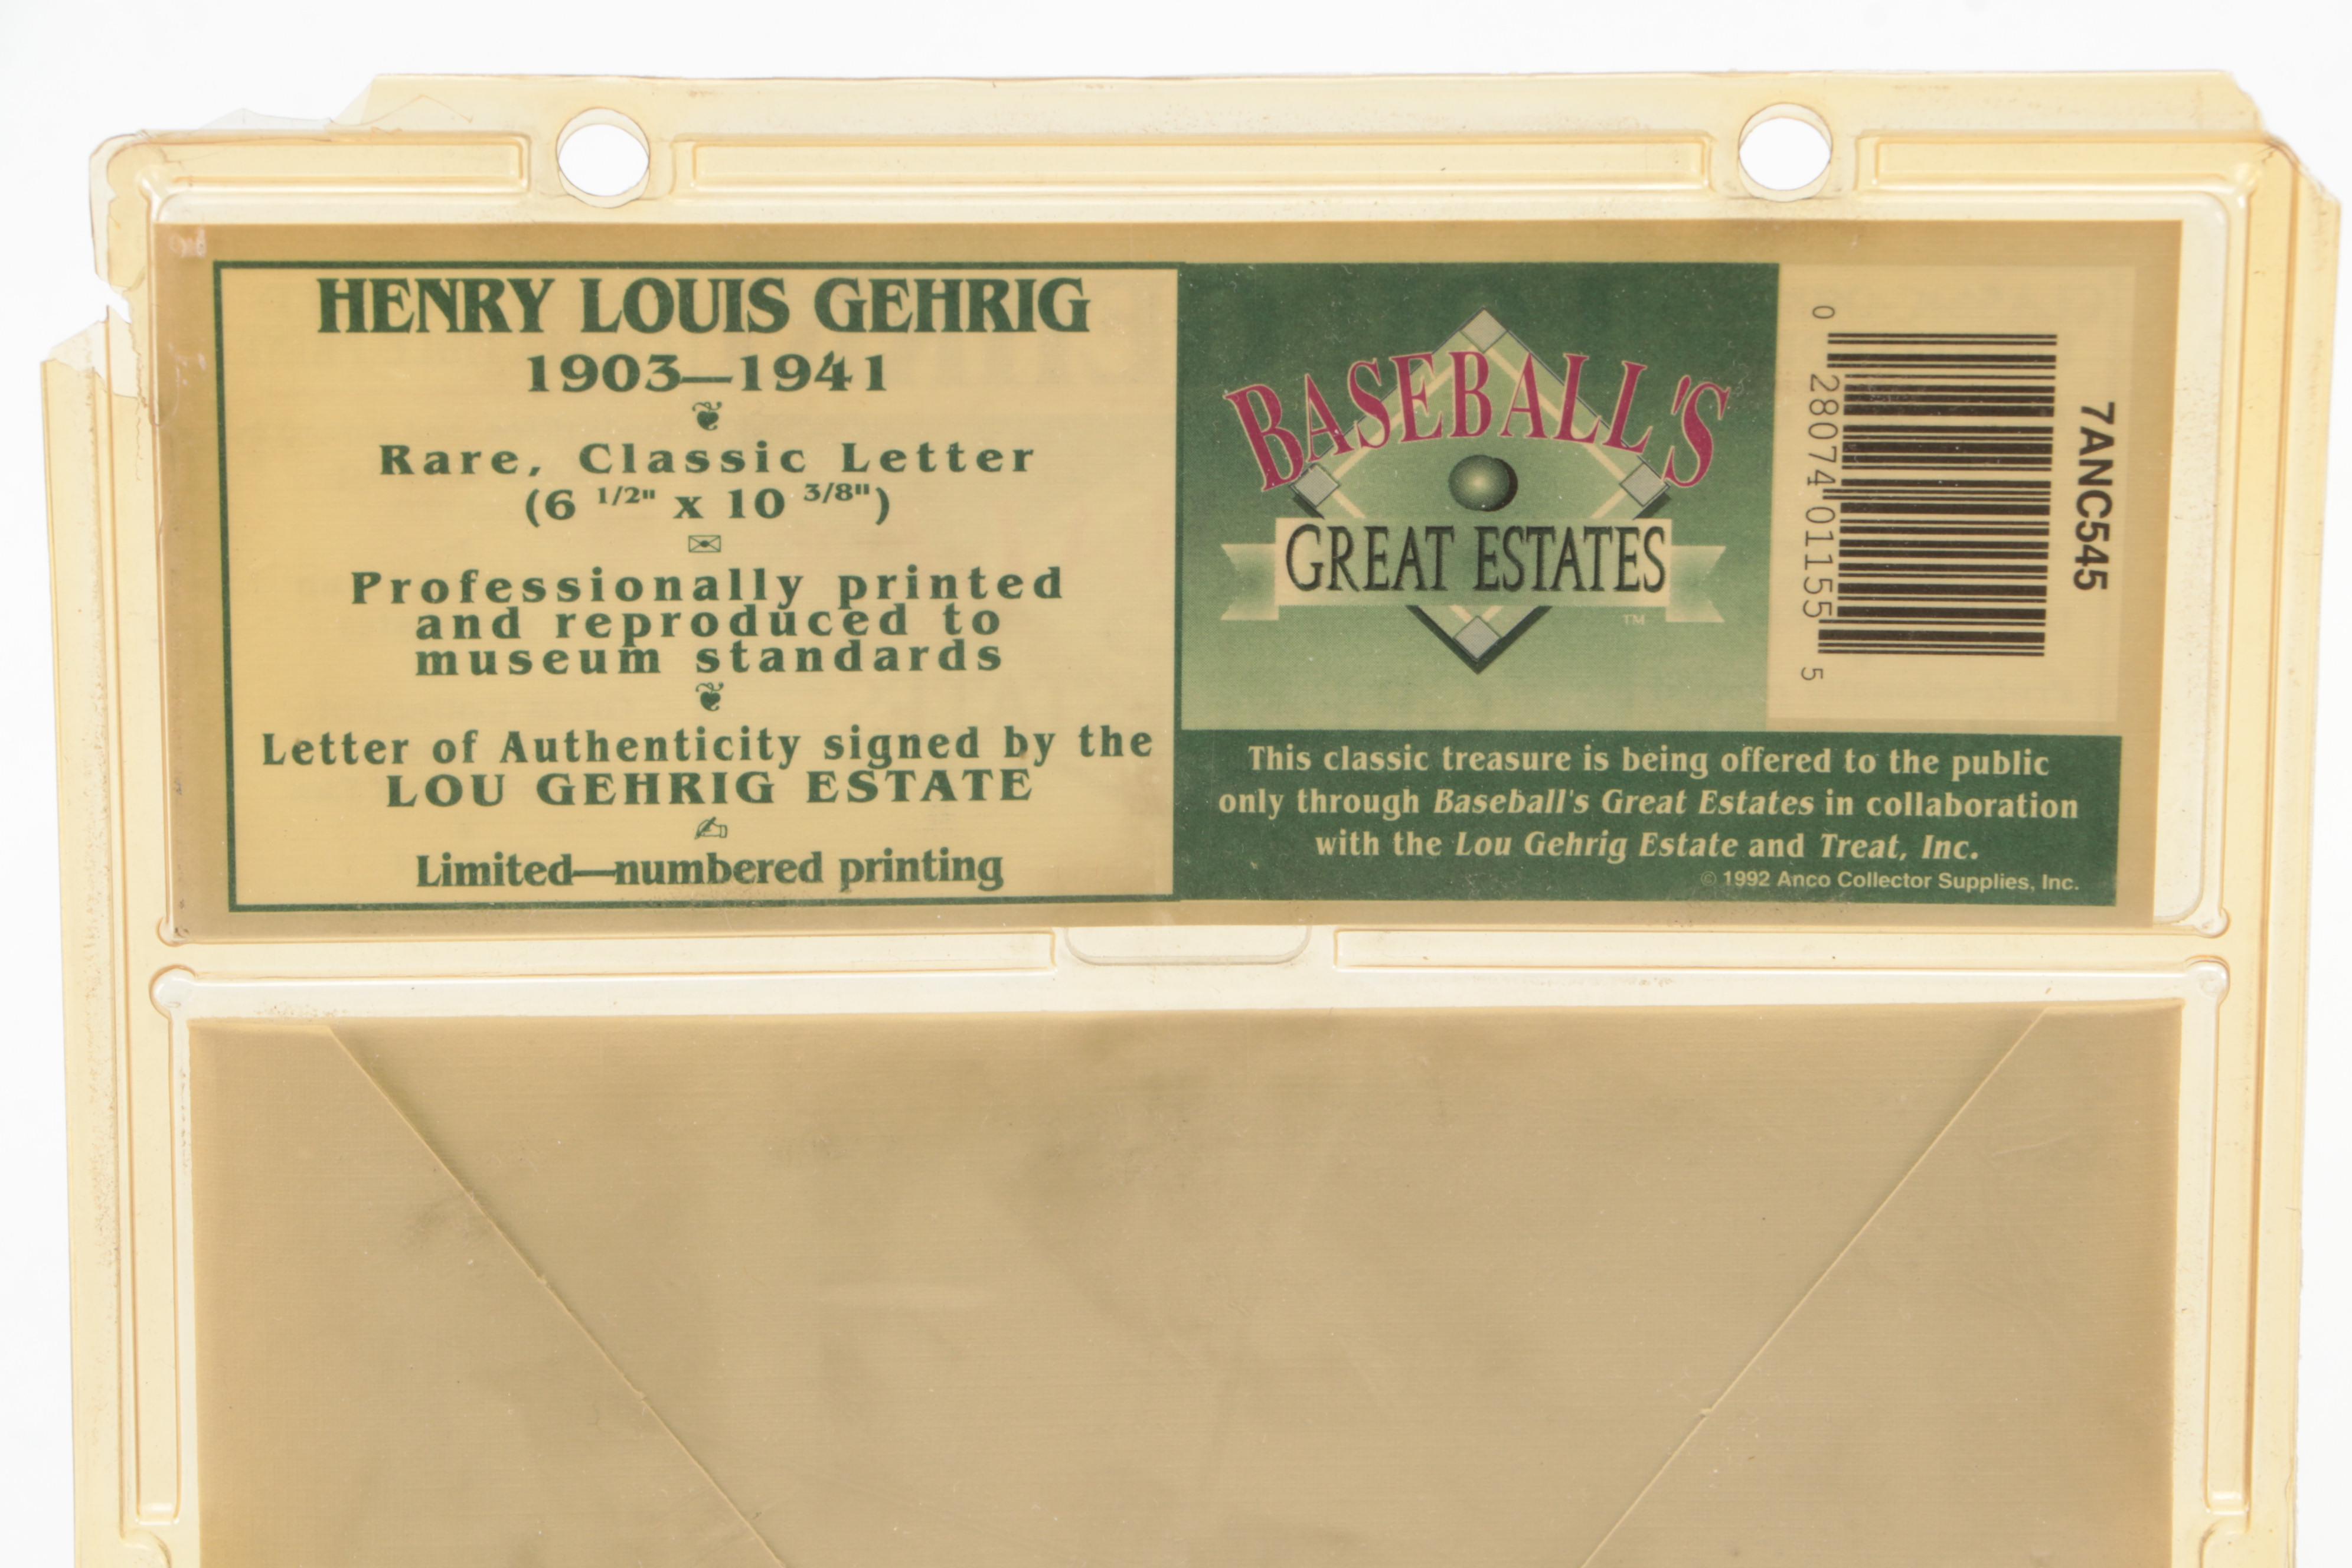 HENRY LOUIS GEHRIG
1903—1941
Rare, Classic Letter
(6 1/2" x 10 3/8")
Professionally printed
and reproduced to
museum standards
Letter of Authenticity signed by the
LOU GEHRIG ESTATE
Limited—numbered printing
BASEBALL'S
GREAT ESTATES
TM
0 28074 01155 5
7ANC545
This classic treasure is being offered to the public
only through Baseball's Great Estates in collaboration
with the Lou Gehrig Estate and Treat, Inc.
© 1992 Anco Collector Supplies, Inc.